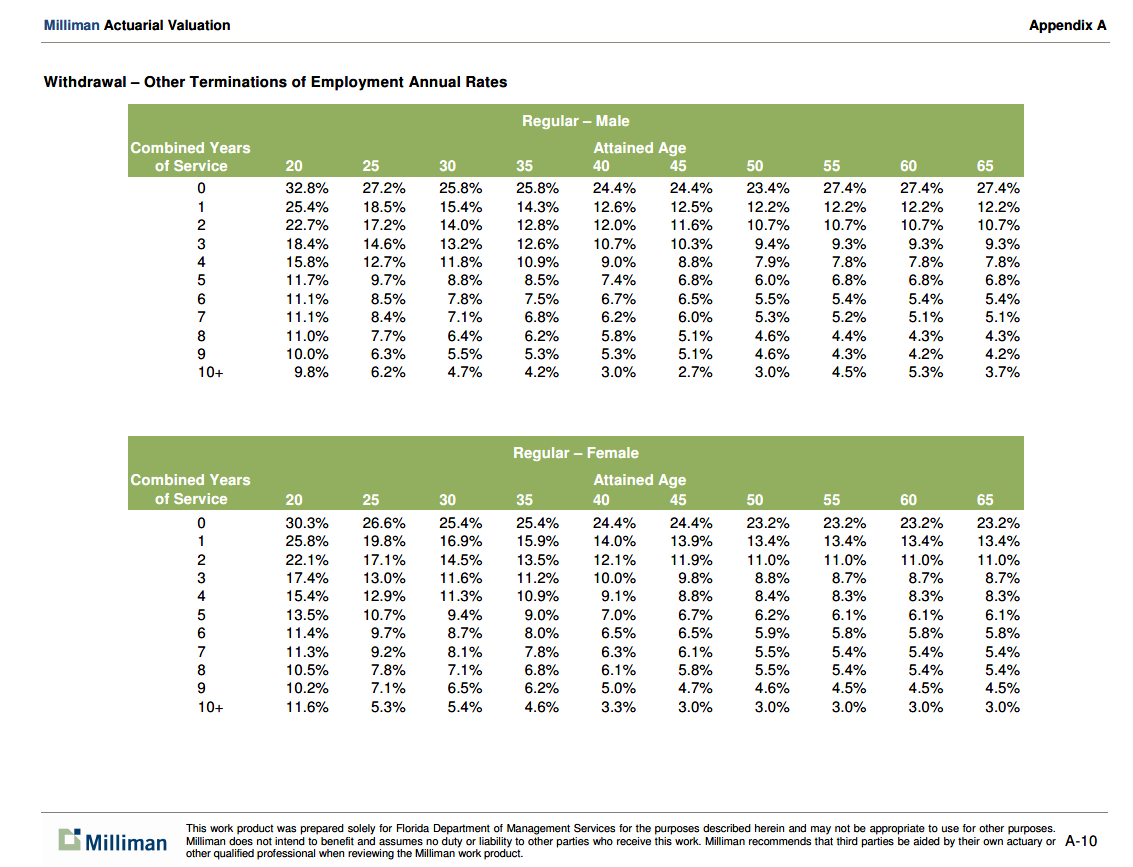 Milliman Actuarial Valuation Appendix A
Withdrawal – Other Terminations of Employment Annual Rates
Regular – Male
Combined Years Attained Age
of Service 20 25 30 35 40 45 50 55 60 65
0 32.8% 27.2% 25.8% 25.8% 24.4% 24.4% 23.4% 27.4% 27.4% 27.4%
1 25.4% 18.5% 15.4% 14.3% 12.6% 12.5% 12.2% 12.2% 12.2% 12.2%
2 22.7% 17.2% 14.0% 12.8% 12.0% 11.6% 10.7% 10.7% 10.7% 10.7%
3 18.4% 14.6% 13.2% 12.6% 10.7% 10.3% 9.4% 9.3% 9.3% 9.3%
4 15.8% 12.7% 11.8% 10.9% 9.0% 8.8% 7.9% 7.8% 7.8% 7.8%
5 11.7% 9.7% 8.8% 8.5% 7.4% 6.8% 6.0% 6.8% 6.8% 6.8%
6 11.1% 8.5% 7.8% 7.5% 6.7% 6.5% 5.5% 5.4% 5.4% 5.4%
7 11.1% 8.4% 7.1% 6.8% 6.2% 6.0% 5.3% 5.2% 5.1% 5.1%
8 11.0% 7.7% 6.4% 6.2% 5.8% 5.1% 4.6% 4.4% 4.3% 4.3%
9 10.0% 6.3% 5.5% 5.3% 5.3% 5.1% 4.6% 4.3% 4.2% 4.2%
10+ 9.8% 6.2% 4.7% 4.2% 3.0% 2.7% 3.0% 4.5% 5.3% 3.7%
Regular – Female
Combined Years Attained Age
of Service 20 25 30 35 40 45 50 55 60 65
0 30.3% 26.6% 25.4% 25.4% 24.4% 24.4% 23.2% 23.2% 23.2% 23.2%
1 25.8% 19.8% 16.9% 15.9% 14.0% 13.9% 13.4% 13.4% 13.4% 13.4%
2 22.1% 17.1% 14.5% 13.5% 12.1% 11.9% 11.0% 11.0% 11.0% 11.0%
3 17.4% 13.0% 11.6% 11.2% 10.0% 9.8% 8.8% 8.7% 8.7% 8.7%
4 15.4% 12.9% 11.3% 10.9% 9.1% 8.8% 8.4% 8.3% 8.3% 8.3%
5 13.5% 10.7% 9.4% 9.0% 7.0% 6.7% 6.2% 6.1% 6.1% 6.1%
6 11.4% 9.7% 8.7% 8.0% 6.5% 6.5% 5.9% 5.8% 5.8% 5.8%
7 11.3% 9.2% 8.1% 7.8% 6.3% 6.1% 5.5% 5.4% 5.4% 5.4%
8 10.5% 7.8% 7.1% 6.8% 6.1% 5.8% 5.5% 5.4% 5.4% 5.4%
9 10.2% 7.1% 6.5% 6.2% 5.0% 4.7% 4.6% 4.5% 4.5% 4.5%
10+ 11.6% 5.3% 5.4% 4.6% 3.3% 3.0% 3.0% 3.0% 3.0% 3.0%
Milliman
This work product was prepared solely for Florida Department of Management Services for the purposes described herein and may not be appropriate to use for other purposes.
Milliman does not intend to benefit and assumes no duty or liability to other parties who receive this work. Milliman recommends that third parties be aided by their own actuary or
other qualified professional when reviewing the Milliman work product.
A-10